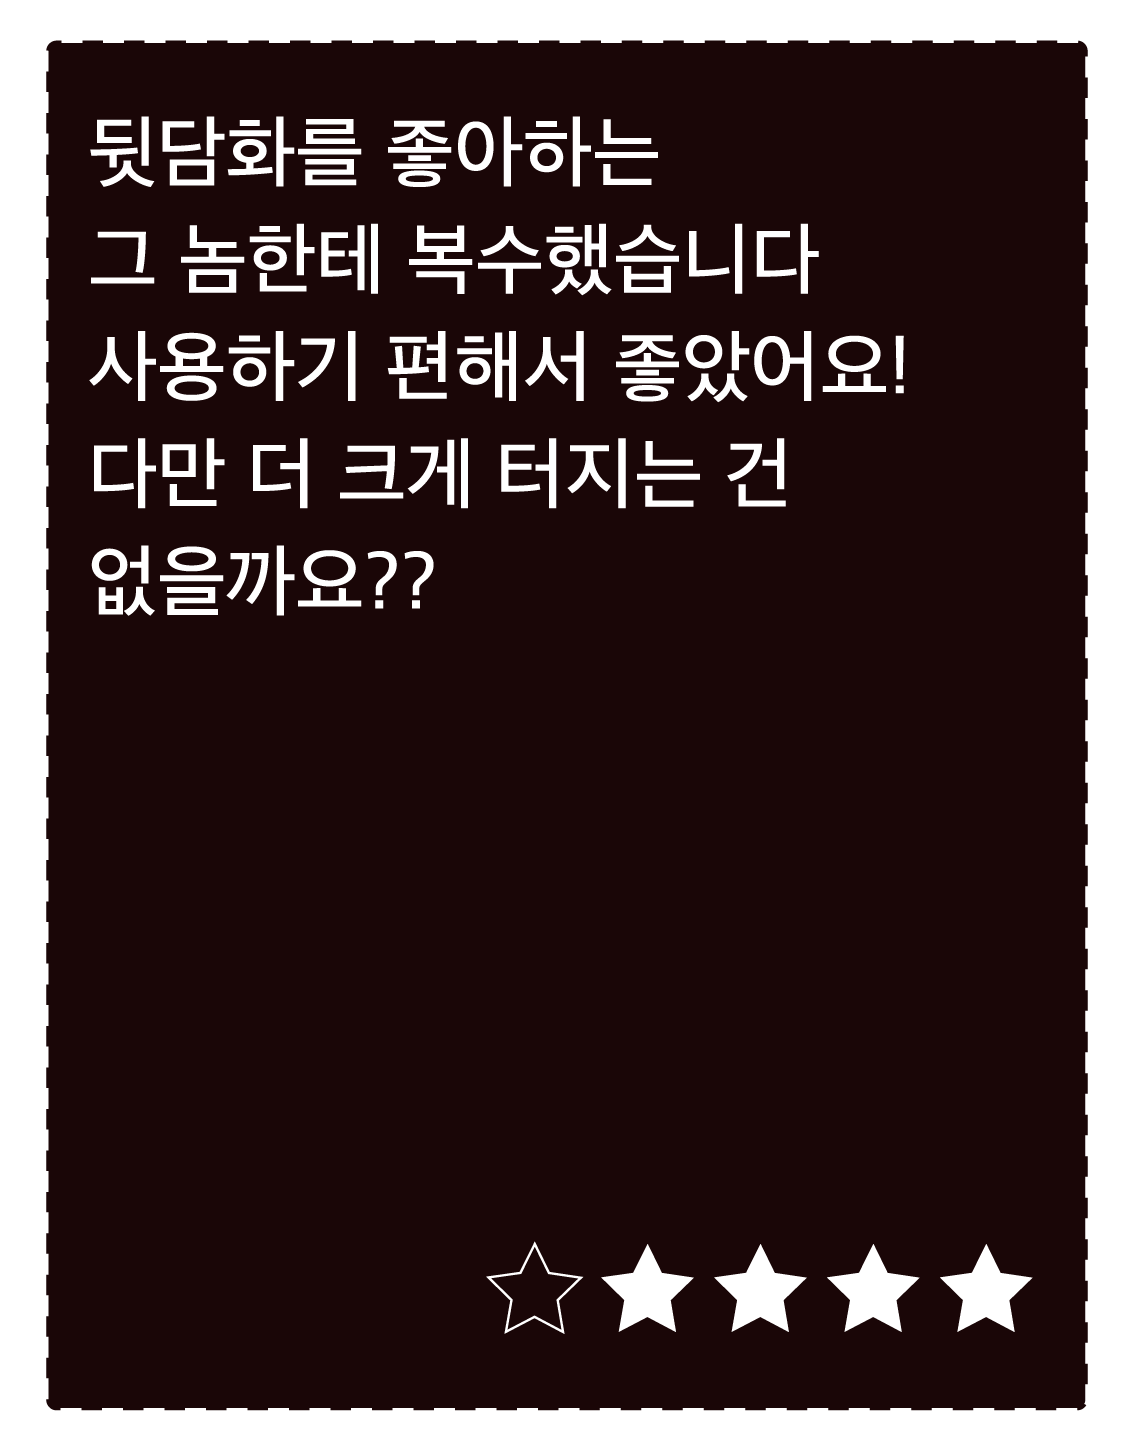 뒷담화를 좋아하는
그 놈한테 복수했습니다
사용하기 편해서 좋았어요!
다만 더 크게 터지는 건
없을까요??